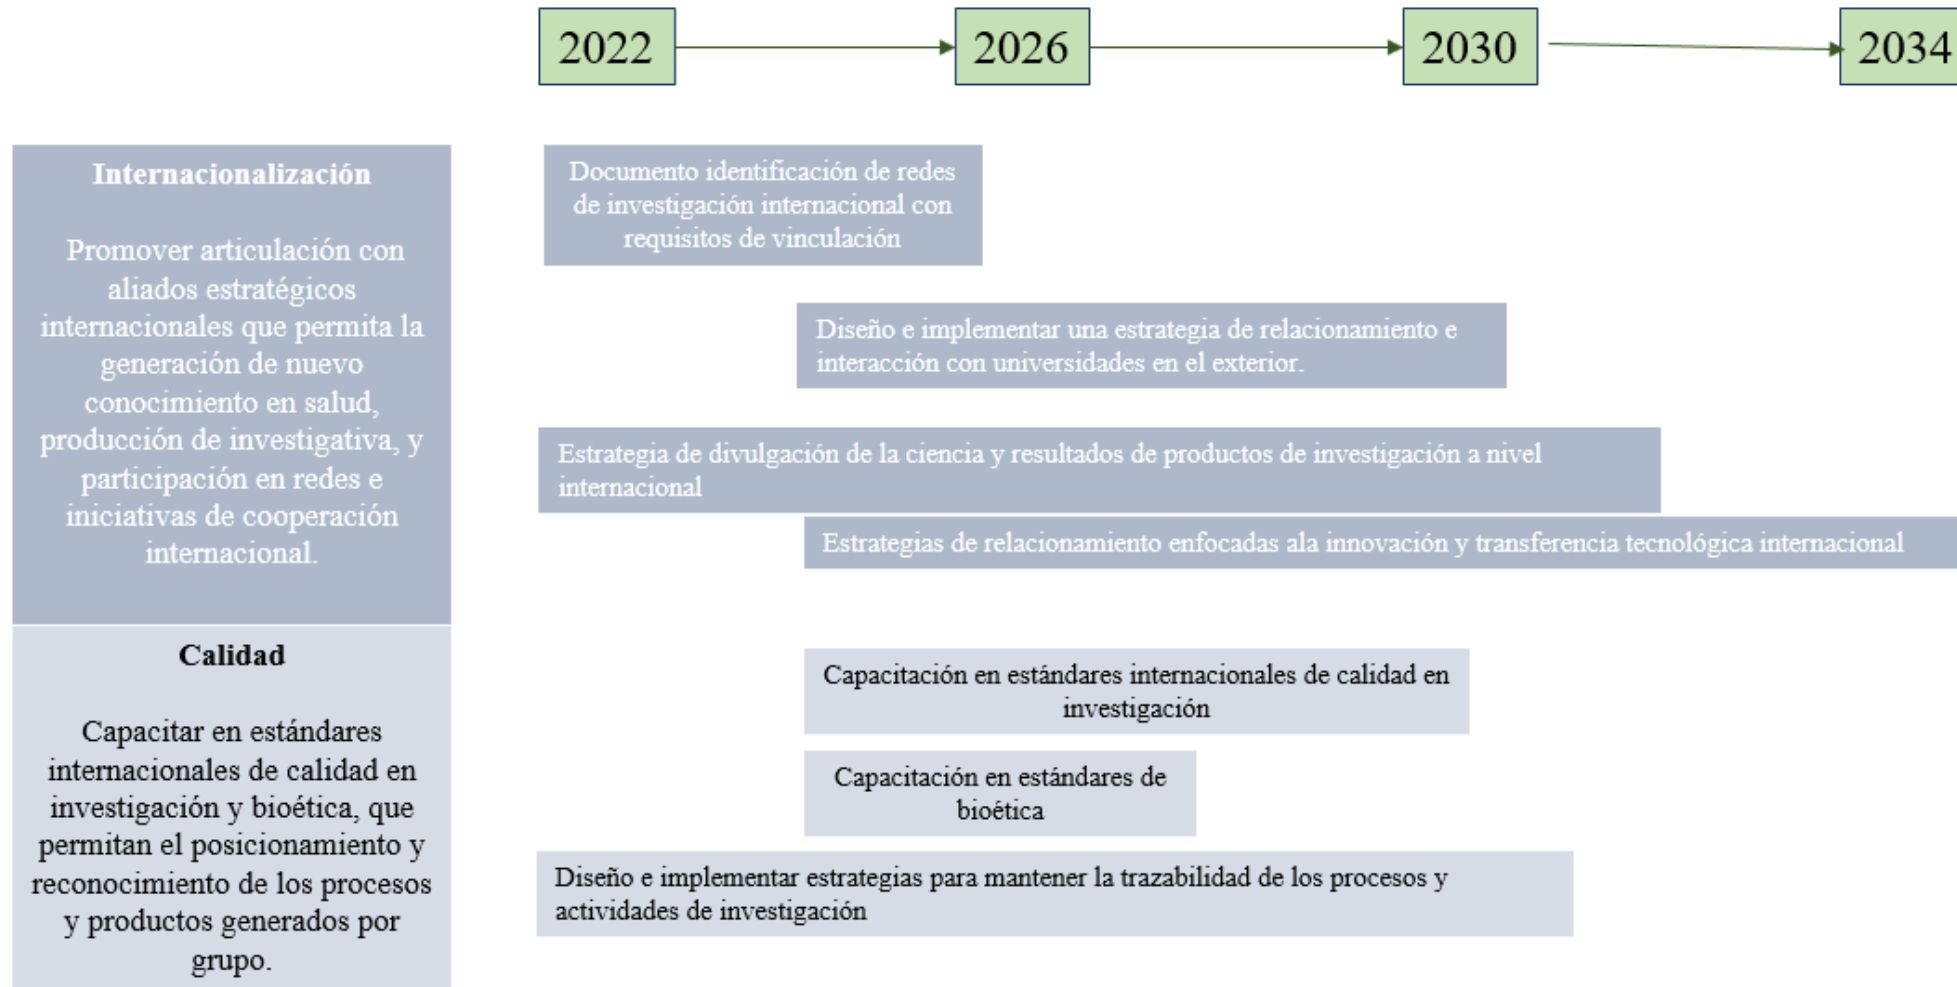 2022
2026
2030
2034
Internacionalización
Promover articulación con
aliados estratégicos
internacionales que permita la
generación de nuevo
conocimiento en salud,
producción de investigativa, y
participación en redes e
iniciativas de cooperación
internacional.
Documento identificación de redes
de investigación internacional con
requisitos de vinculación
Diseño e implementar una estrategia de relacionamiento e
interacción con universidades en el exterior.
Estrategia de divulgación de la ciencia y resultados de productos de investigación a nivel
internacional
Estrategias de relacionamiento enfocadas ala innovación y transferencia tecnológica internacional
Calidad
Capacitar en estándares
internacionales de calidad en
investigación y bioética, que
permitan el posicionamiento y
reconocimiento de los procesos
y productos generados por
grupo.
Capacitación en estándares internacionales de calidad en
investigación
Capacitación en estándares de
bioética
Diseño e implementar estrategias para mantener la trazabilidad de los procesos y
actividades de investigación